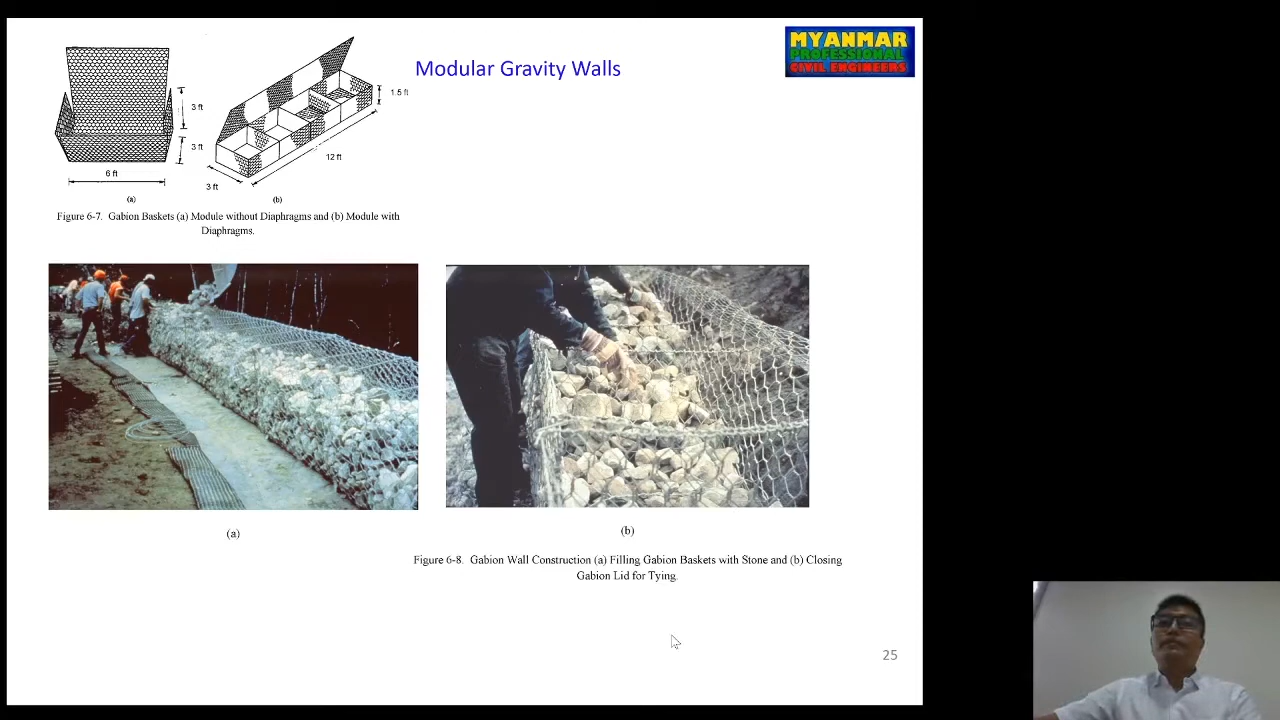 Modular Gravity Walls
MYANMAR
PROFESSIONAL
CIVIL ENGINEERS
3 ft
3 ft
6 ft
(a)
1.5 ft
12 ft
3 ft
(b)
Figure 6-7. Gabion Baskets (a) Module without Diaphragms and (b) Module with
Diaphragms.
(a)
(b)
Figure 6-8. Gabion Wall Construction (a) Filling Gabion Baskets with Stone and (b) Closing
Gabion Lid for Tying.
25